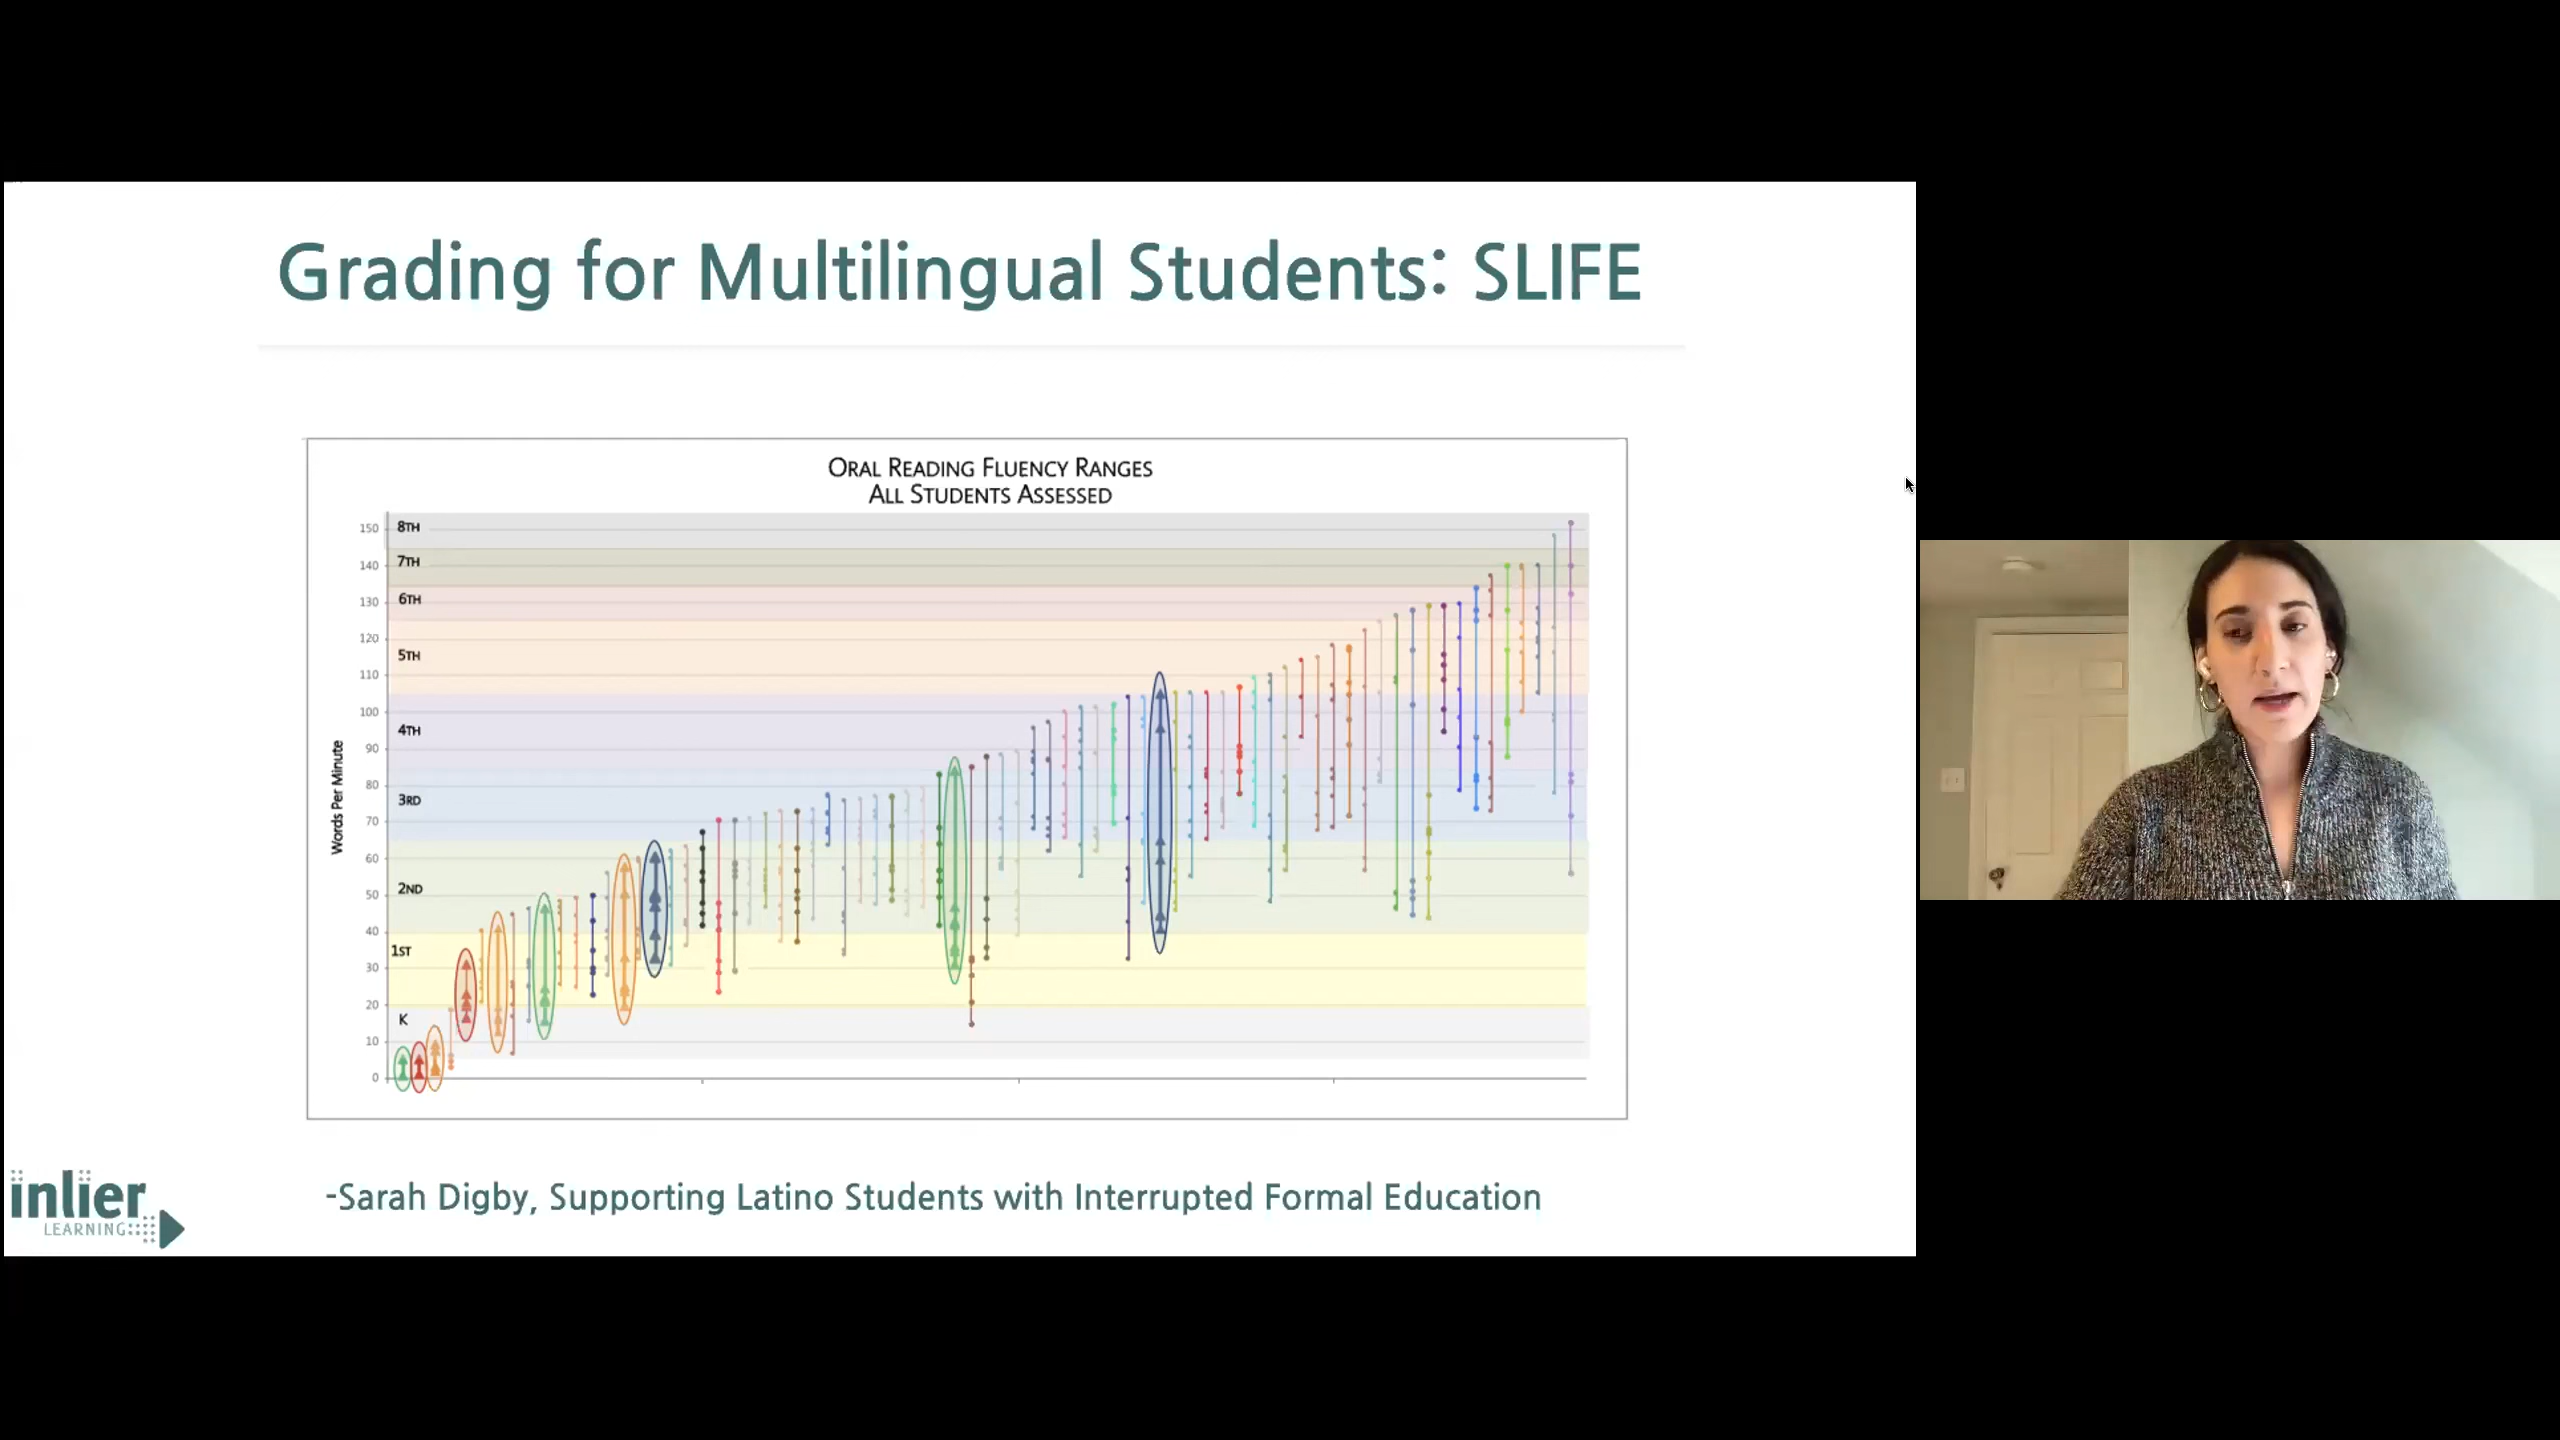 Grading for Multilingual Students: SLIFE
ORAL READING FLUENCY RANGES
ALL STUDENTS ASSESSED
Words Per Minute
150
140
130
120
110
100
90
80
70
60
50
40
30
20
10
0
8TH
7TH
6TH
5TH
4TH
3RD
2ND
1ST
K
inlier
LEARNING
-Sarah Digby, Supporting Latino Students with Interrupted Formal Education